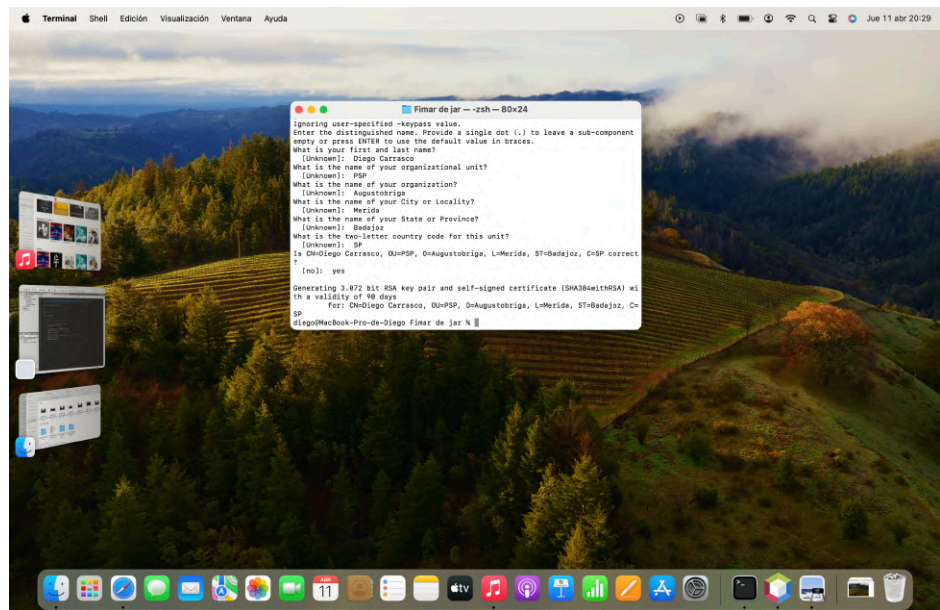 Terminal Shell Edición Visualización Ventana Ayuda
Jue 11 abr 20:29
Fimar de jar — -zsh — 80×24
Ignoring user-specified -keypass value.
Enter the distinguished name. Provide a single dot (.) to leave a sub-component
empty or press ENTER to use the default value in braces.
What is your first and last name?
[Unknown]: Diego Carrasco
What is the name of your organizational unit?
[Unknown]: PSP
What is the name of your organization?
[Unknown]: Augustobriga
What is the name of your City or Locality?
[Unknown]: Merida
What is the name of your State or Province?
[Unknown]: Badajoz
What is the two-letter country code for this unit?
[Unknown]: SP
Is CN=Diego Carrasco, OU=PSP, O=Augustobriga, L=Merida, ST=Badajoz, C=SP correct
?
[no]: yes
Generating 3.072 bit RSA key pair and self-signed certificate (SHA384withRSA) wi
th a validity of 90 days
for: CN=Diego Carrasco, OU=PSP, O=Augustobriga, L=Merida, ST=Badajoz, C=
SP
diego@MacBook-Pro-de-Diego Fimar de jar %
ABR
11
tv